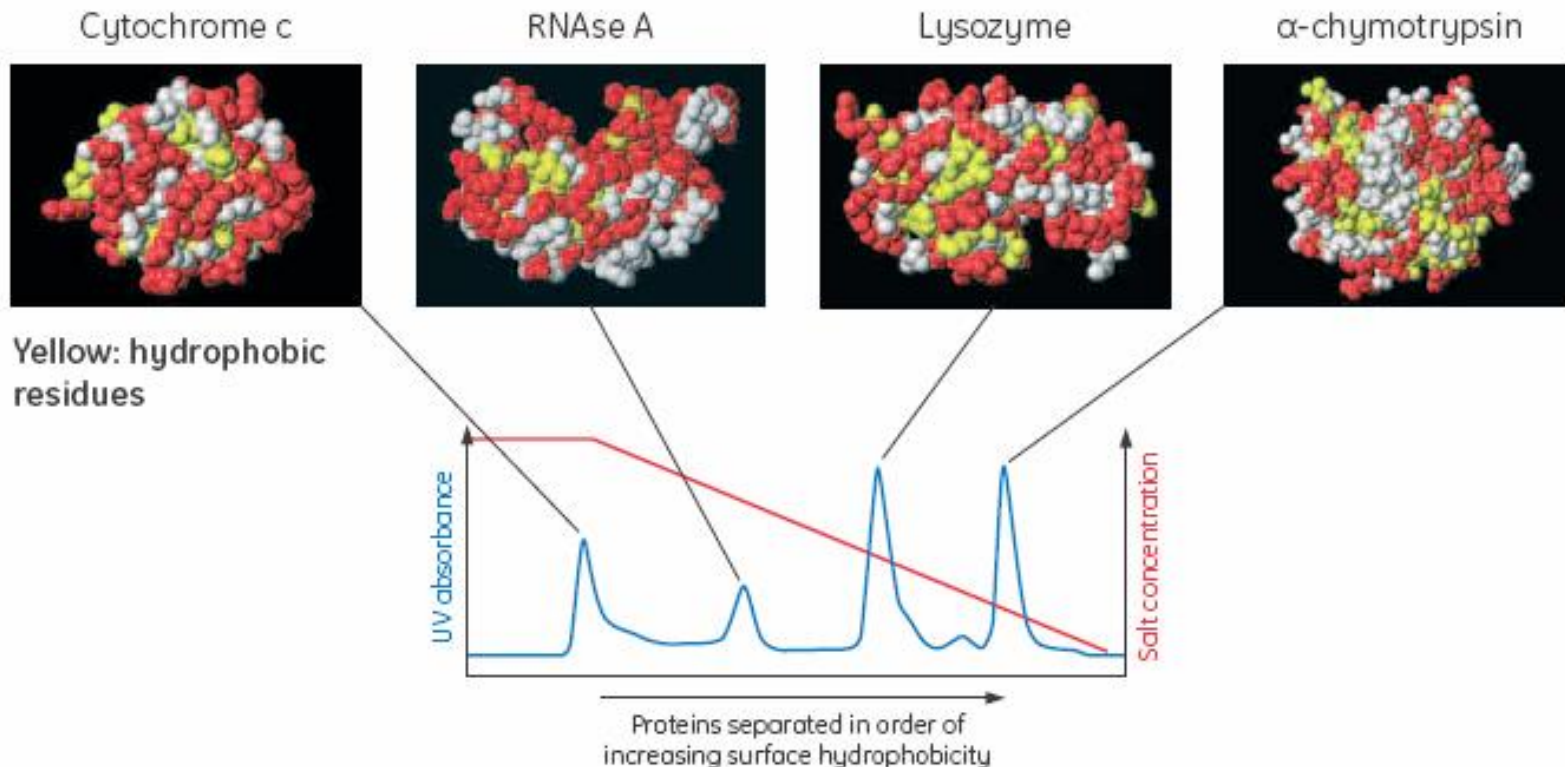 Cytochrome c
RNAse A
Lysozyme
α-chymotrypsin
Yellow: hydrophobic
residues
UV absorbance
Salt concentration
Proteins separated in order of
increasing surface hydrophobicity